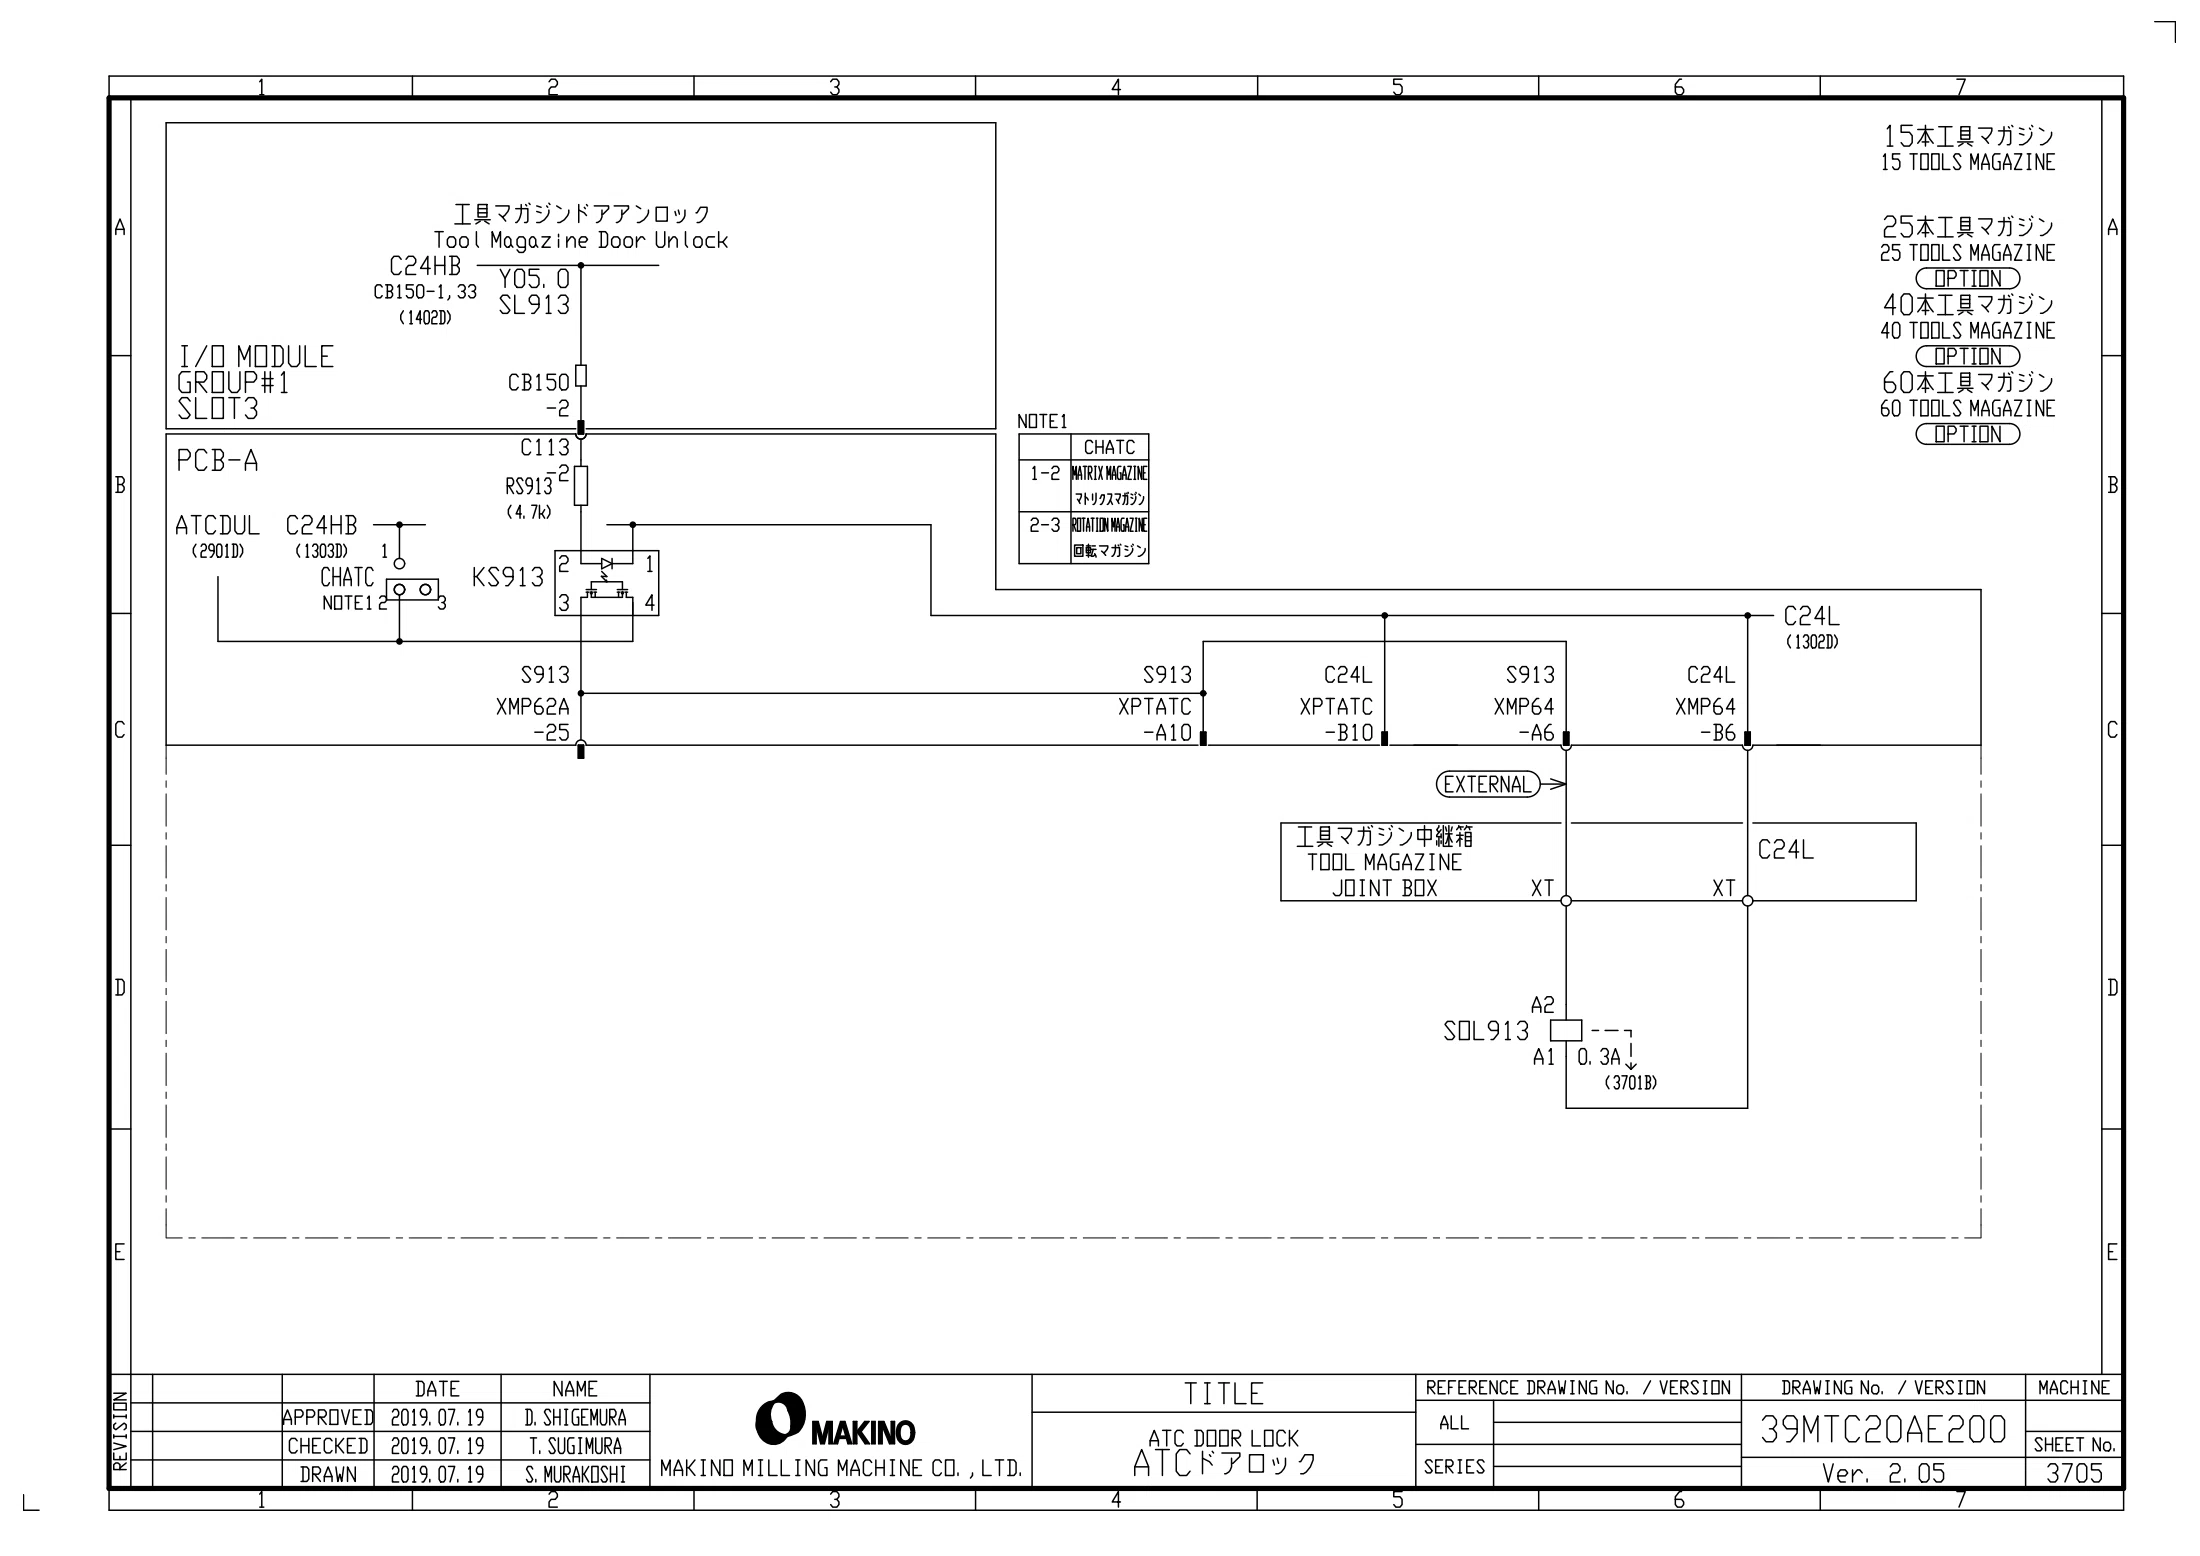 1 2 3 4 5 6 7
A
B
C
D
E
工具マガジンドアアンロック
Tool Magazine Door Unlock
C24HB
CB150-1,33
(1402D)
Y05.0
SL913
I/O MODULE
GROUP#1
SLOT3
CB150
-2
PCB-A
C113
-2
RS913
(4.7k)
ATCDUL
(2901D)
C24HB
(1303D)
1
CHATC
NOTE1 2
3
KS913
2 1
3 4
NOTE1
CHATC
1-2 MATRIX MAGAZINE
マトリクスマガジン
2-3 ROTATION MAGAZINE
回転マガジン
15本工具マガジン
15 TOOLS MAGAZINE
25本工具マガジン
25 TOOLS MAGAZINE
OPTION
40本工具マガジン
40 TOOLS MAGAZINE
OPTION
60本工具マガジン
60 TOOLS MAGAZINE
OPTION
C24L
(1302D)
S913
XMP62A
-25
S913
XPTATC
-A10
C24L
XPTATC
-B10
S913
XMP64
-A6
C24L
XMP64
-B6
EXTERNAL
工具マガジン中継箱
TOOL MAGAZINE
JOINT BOX
XT
XT
C24L
A2
SOL913
A1
0.3A
(3701B)
A
B
C
D
E
REVISION
DATE NAME
APPROVED 2019.07.19 D. SHIGEMURA
CHECKED 2019.07.19 T. SUGIMURA
DRAWN 2019.07.19 S. MURAKOSHI
MAKINO
MAKINO MILLING MACHINE CO.,LTD.
TITLE
ATC DOOR LOCK
ATCドアロック
REFERENCE DRAWING No. / VERSION
ALL
SERIES
DRAWING No. / VERSION
39MTC20AE200
Ver. 2.05
MACHINE
SHEET No.
3705
1 2 3 4 5 6 7